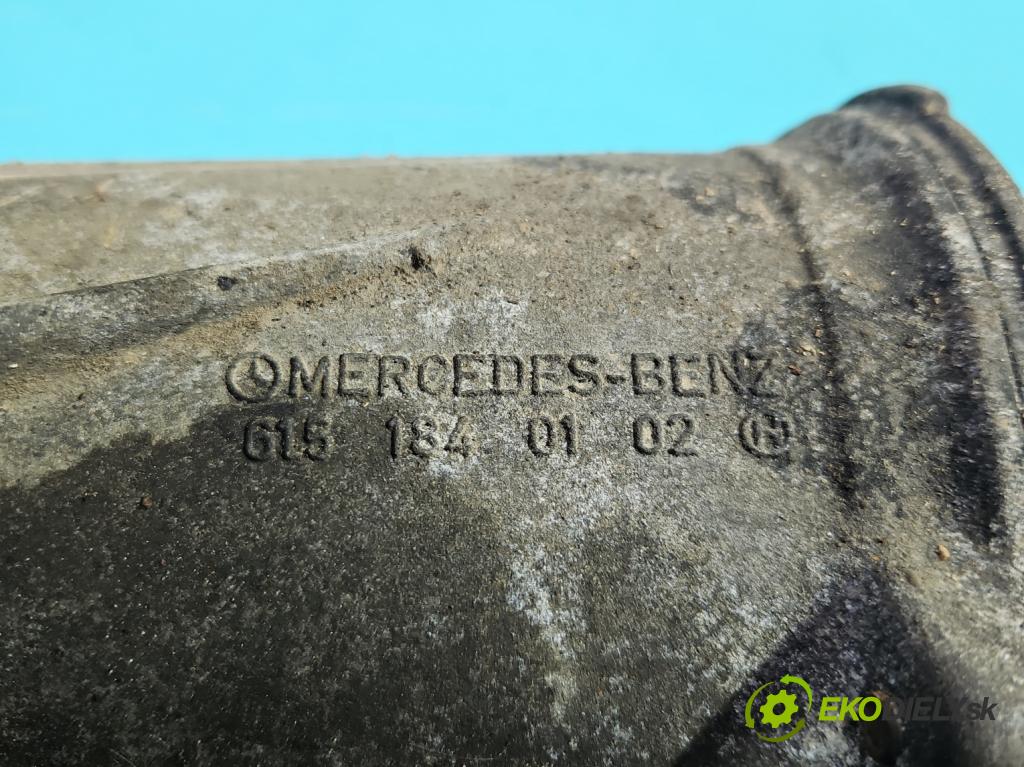 MERCEDES-BENZ
615 184 01 02
EKODIELY.sk